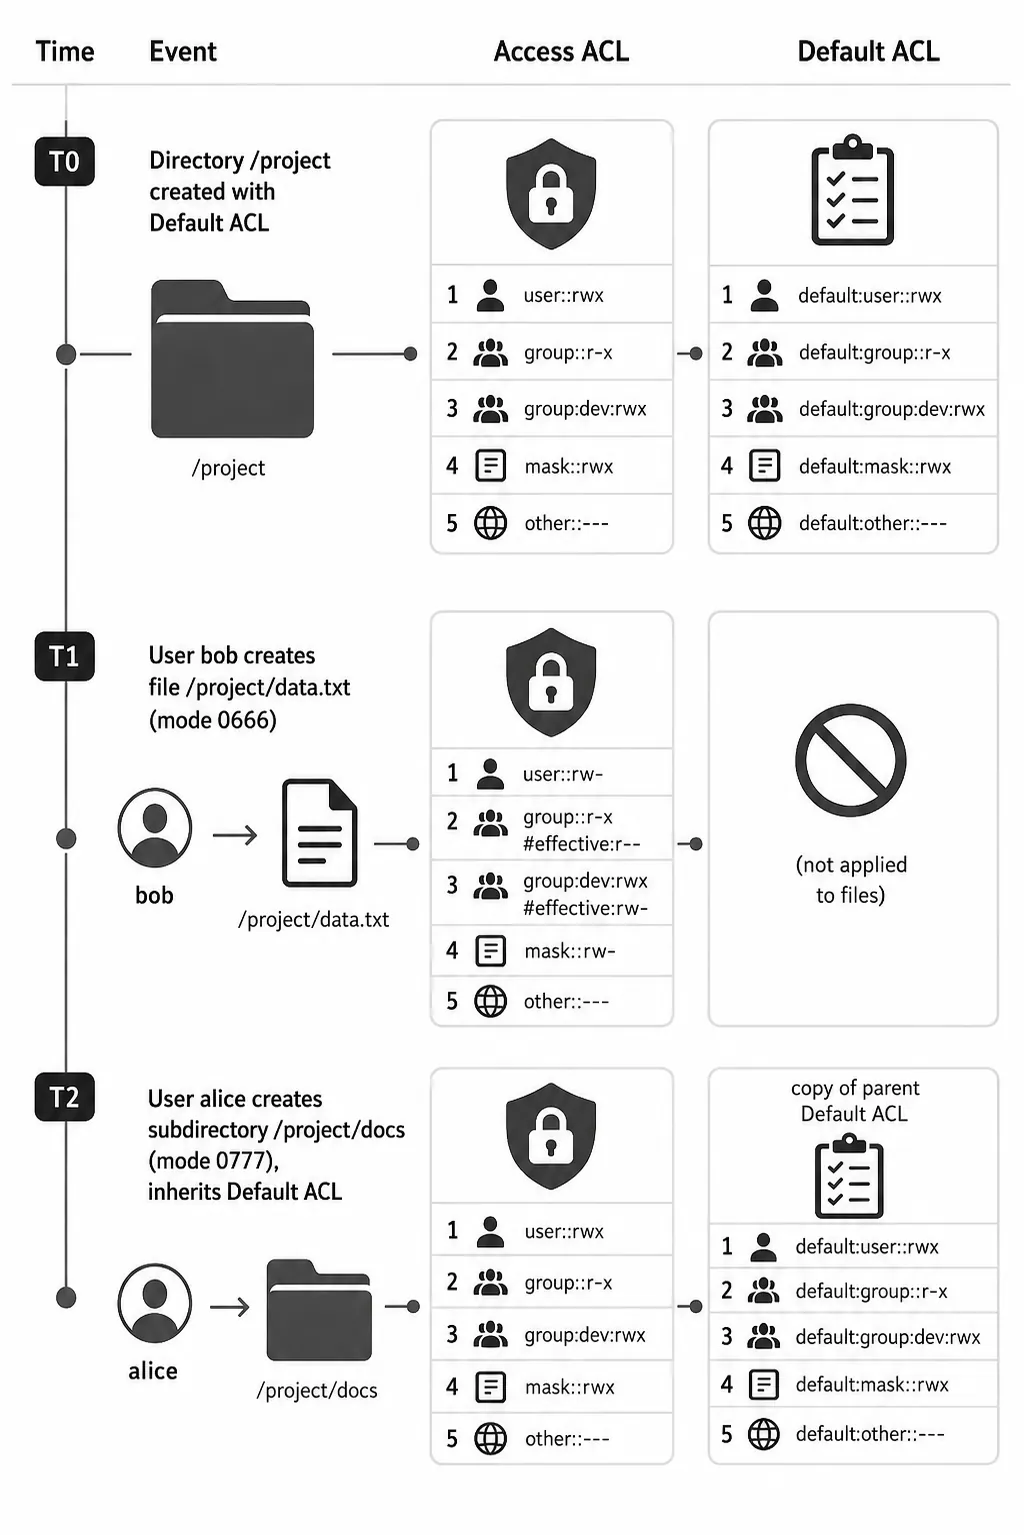 Time Event Access ACL Default ACL
T0
Directory /project
created with
Default ACL
/project
1 user::rwx
2 group::r-x
3 group:dev:rwx
4 mask::rwx
5 other::---
1 default:user::rwx
2 default:group::r-x
3 default:group:dev:rwx
4 default:mask::rwx
5 default:other::---
T1
User bob creates
file /project/data.txt
(mode 0666)
bob
/project/data.txt
1 user::rw-
2 group::r-x
#effective:r--
3 group:dev:rwx
#effective:rw-
4 mask::rw-
5 other::---
(not applied
to files)
T2
User alice creates
subdirectory /project/docs
(mode 0777),
inherits Default ACL
alice
/project/docs
1 user::rwx
2 group::r-x
3 group:dev:rwx
4 mask::rwx
5 other::---
copy of parent
Default ACL
1 default:user::rwx
2 default:group::r-x
3 default:group:dev:rwx
4 default:mask::rwx
5 default:other::---